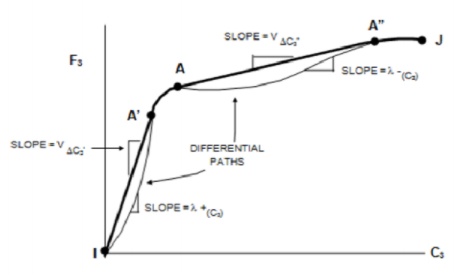 SLOPE = V ΔC₃"
A"
J
F₃
A
SLOPE = λ -(C₃)
A'
SLOPE = V ΔC₃'
DIFFERENTIAL
PATHS
SLOPE = λ +(C₃)
I
C₃